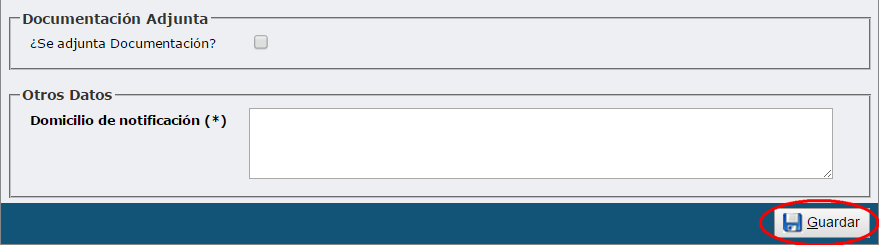 Documentación Adjunta
¿Se adjunta Documentación?
Otros Datos
Domicilio de notificación (*)
Guardar